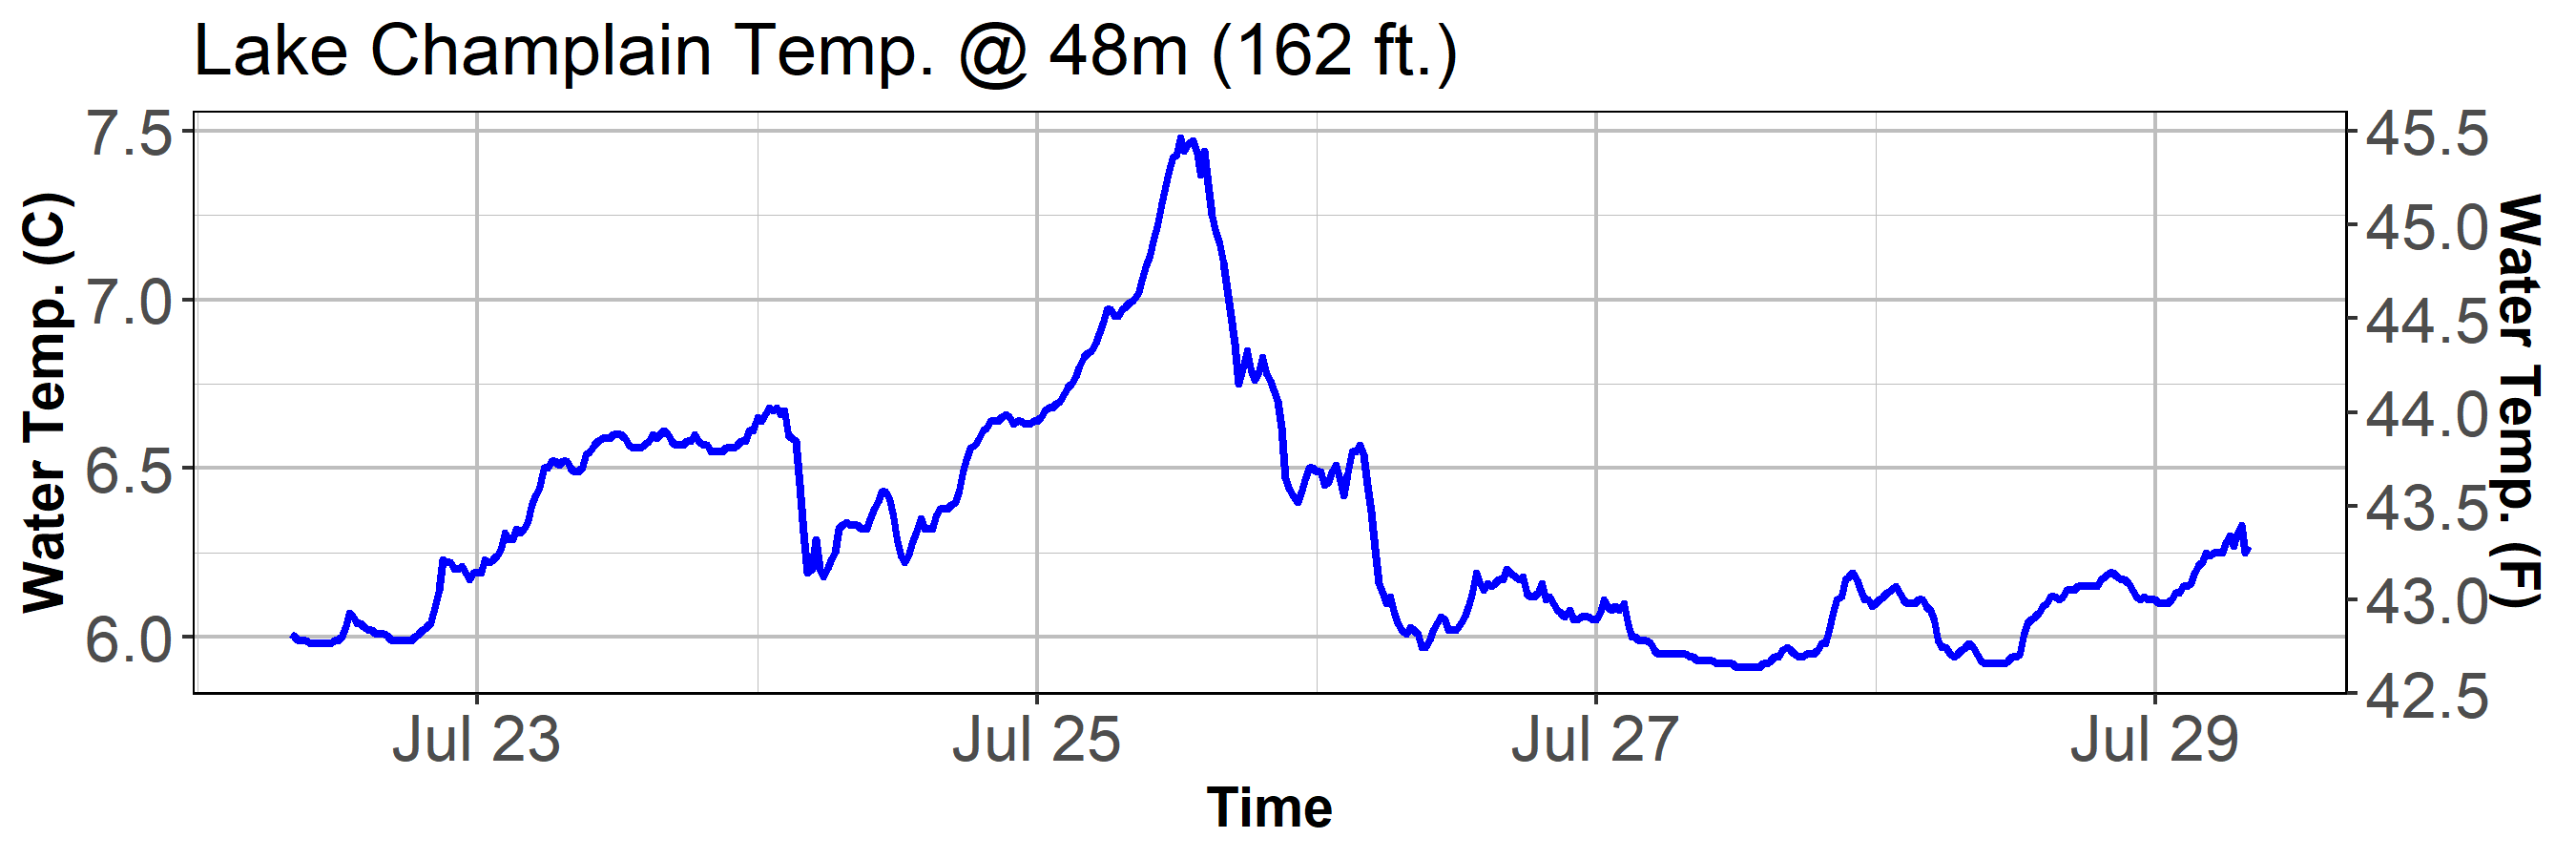 Lake Champlain Temp. @ 48m (162 ft.)
Water Temp. (C)
7.5
7.0
6.5
6.0
45.5
45.0
44.5
44.0
43.5
43.0
42.5
Water Temp. (F)
Jul 23
Jul 25
Jul 27
Jul 29
Time